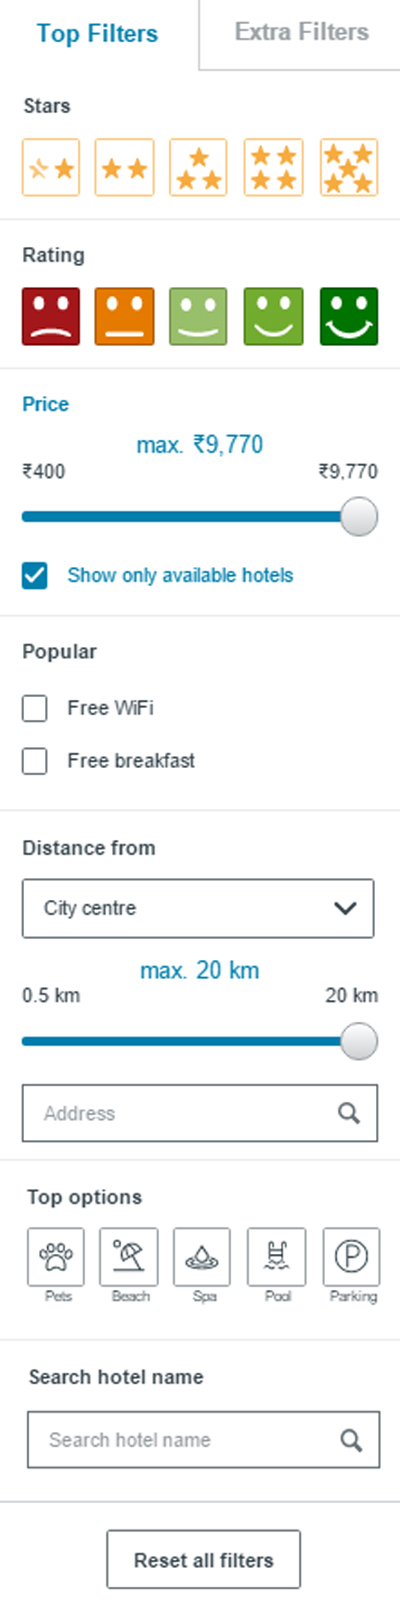 Top Filters
Extra Filters
Stars
Rating
Price
max. ₹9,770
₹400
₹9,770
Show only available hotels
Popular
Free WiFi
Free breakfast
Distance from
City centre
max. 20 km
0.5 km
20 km
Address
Top options
P
Pets
Beach
Spa
Pool
Parking
Search hotel name
Search hotel name
Reset all filters